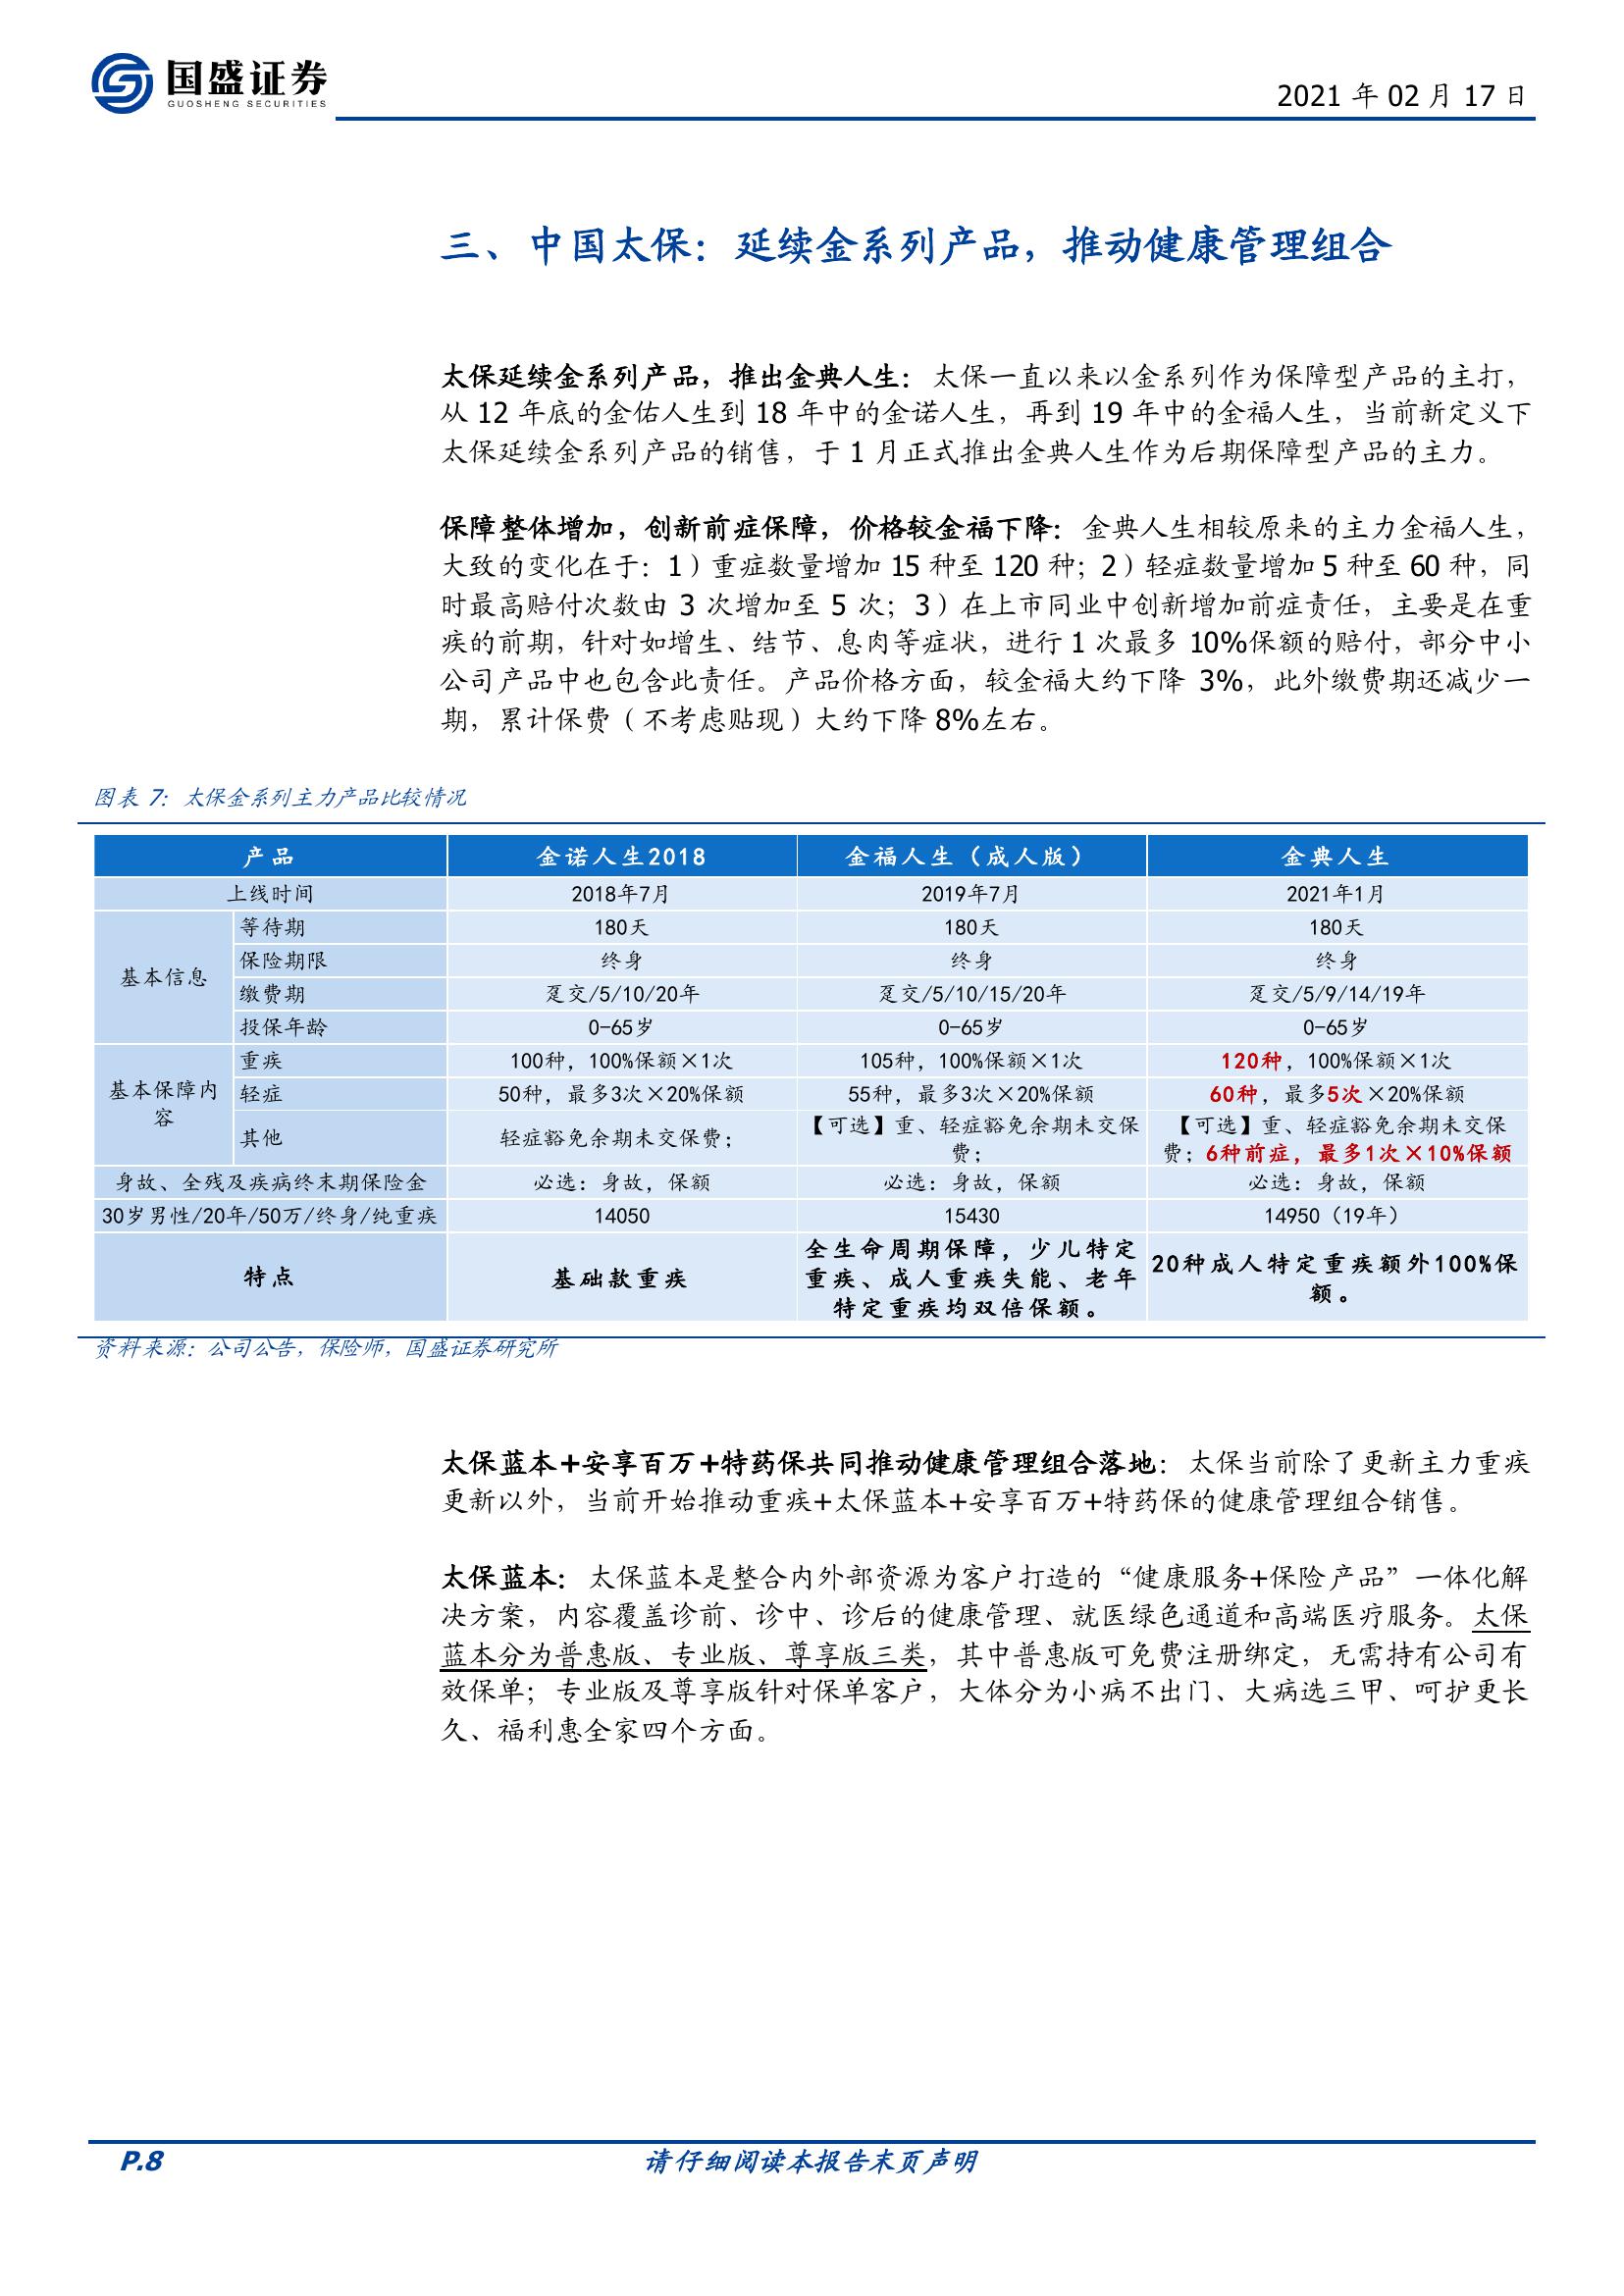 国盛证券
GUOSHENG SECURITIES
2021 年 02 月 17 日
三、中国太保：延续金系列产品，推动健康管理组合
太保延续金系列产品，推出金典人生：太保一直以来以金系列作为保障型产品的主打，
从 12 年底的金佑人生到 18 年中的金诺人生，再到 19 年中的金福人生，当前新定义下
太保延续金系列产品的销售，于 1 月正式推出金典人生作为后期保障型产品的主力。
保障整体增加，创新前症保障，价格较金福下降：金典人生相较原来的主力金福人生，
大致的变化在于：1）重症数量增加 15 种至 120 种；2）轻症数量增加 5 种至 60 种，同
时最高赔付次数由 3 次增加至 5 次；3）在上市同业中创新增加前症责任，主要是在重
疾的前期，针对如增生、结节、息肉等症状，进行 1 次最多 10%保额的赔付，部分中小
公司产品中也包含此责任。产品价格方面，较金福大约下降 3%，此外缴费期还减少一
期，累计保费（不考虑贴现）大约下降 8%左右。
图表 7：太保金系列主力产品比较情况
产品 金诺人生2018 金福人生（成人版） 金典人生
上线时间 2018年7月 2019年7月 2021年1月
基本信息
等待期 180天 180天 180天
保险期限 终身 终身 终身
缴费期 趸交/5/10/20年 趸交/5/10/15/20年 趸交/5/9/14/19年
投保年龄 0-65岁 0-65岁 0-65岁
基本保障内
容
重疾 100种，100%保额×1次 105种，100%保额×1次 120种，100%保额×1次
轻症 50种，最多3次×20%保额 55种，最多3次×20%保额 60种，最多5次×20%保额
其他 轻症豁免余期未交保费；
【可选】重、轻症豁免余期未交保
费；
【可选】重、轻症豁免余期未交保
费；6种前症，最多1次×10%保额
身故、全残及疾病终末期保险金 必选：身故，保额 必选：身故，保额 必选：身故，保额
30岁男性/20年/50万/终身/纯重疾 14050 15430 14950（19年）
特点 基础款重疾
全生命周期保障，少儿特定
重疾、成人重疾失能、老年
特定重疾均双倍保额。
20种成人特定重疾额外100%保
额。
资料来源：公司公告，保险师，国盛证券研究所
太保蓝本+安享百万+特药保共同推动健康管理组合落地：太保当前除了更新主力重疾
更新以外，当前开始推动重疾+太保蓝本+安享百万+特药保的健康管理组合销售。
太保蓝本：太保蓝本是整合内外部资源为客户打造的“健康服务+保险产品”一体化解
决方案，内容覆盖诊前、诊中、诊后的健康管理、就医绿色通道和高端医疗服务。太保
蓝本分为普惠版、专业版、尊享版三类，其中普惠版可免费注册绑定，无需持有公司有
效保单；专业版及尊享版针对保单客户，大体分为小病不出门、大病选三甲、呵护更长
久、福利惠全家四个方面。
P.8
请仔细阅读本报告末页声明